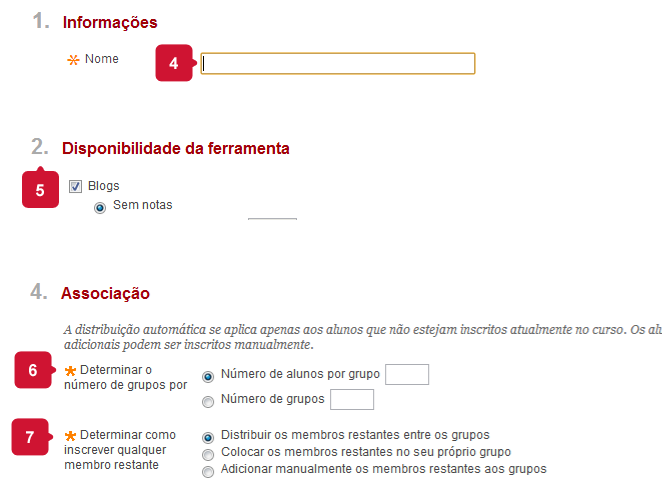 1. Informações
Nome
4
2. Disponibilidade da ferramenta
5
Blogs
Sem notas
4. Associação
A distribuição automática se aplica apenas aos alunos que não estejam inscritos atualmente no curso. Os al
adicionais podem ser inscritos manualmente.
6
Determinar o
número de grupos por
Número de alunos por grupo
Número de grupos
7
Determinar como
inscrever qualquer
membro restante
Distribuir os membros restantes entre os grupos
Colocar os membros restantes no seu próprio grupo
Adicionar manualmente os membros restantes aos grupos